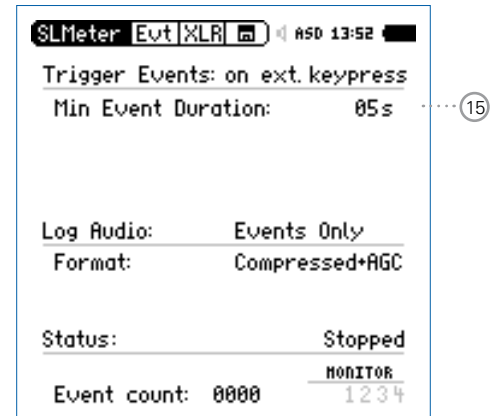 SLMeter Evt XLR A50 13:52
Trigger Events: on ext. keypress
Min Event Duration: 05s
15
Log Audio: Events Only
Format: Compressed+AGC
Status: Stopped
MONITOR
Event count: 0000 1234